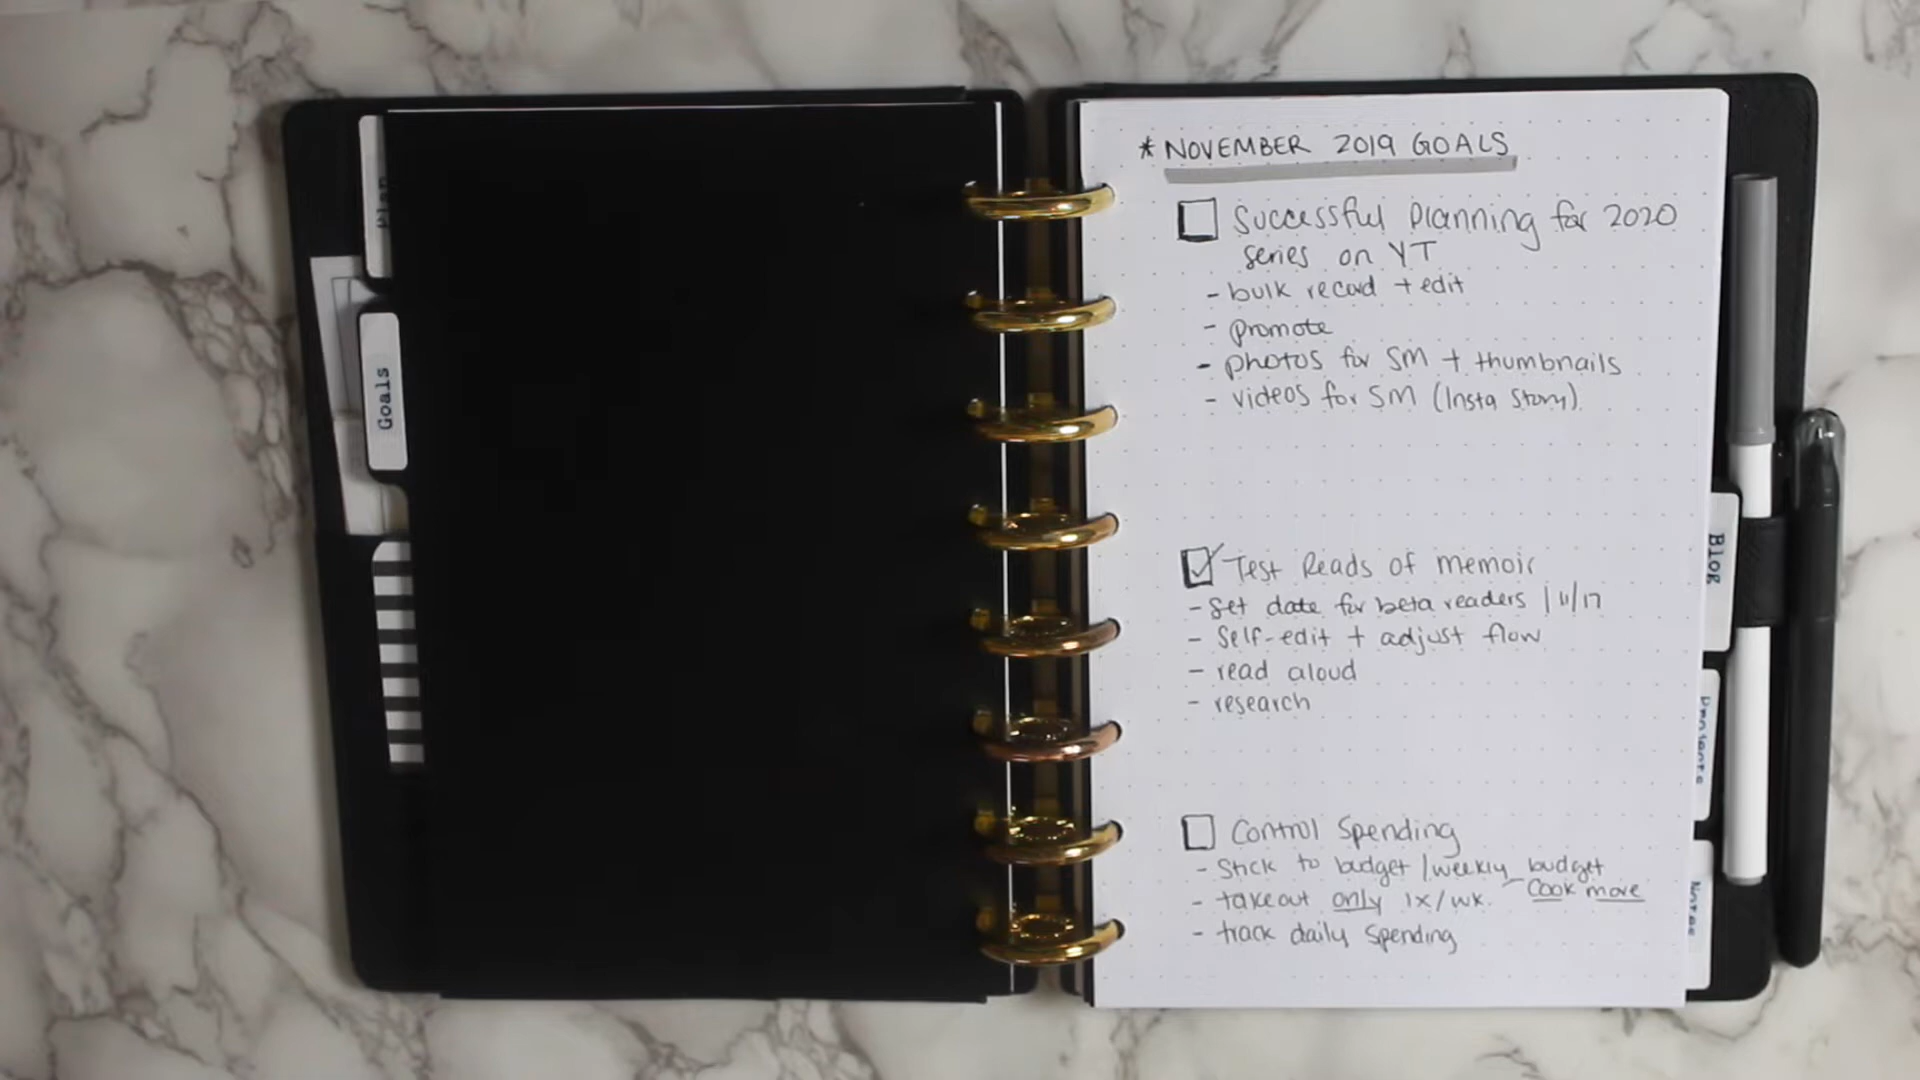 Plan
Goals
* NOVEMBER 2019 GOALS
Successful Planning for 2020
series on YT
- bulk record + edit
- promote
- photos for SM + thumbnails
- videos for SM (Insta Story)
Test Reads of memoir
- set date for beta readers | 11/17
- Self-edit + adjust flow
- read aloud
- research
Control Spending
- Stick to budget / weekly budget
- takeout only 1x/wk. - Cook more
- track daily spending
Blog
Projects
Notes